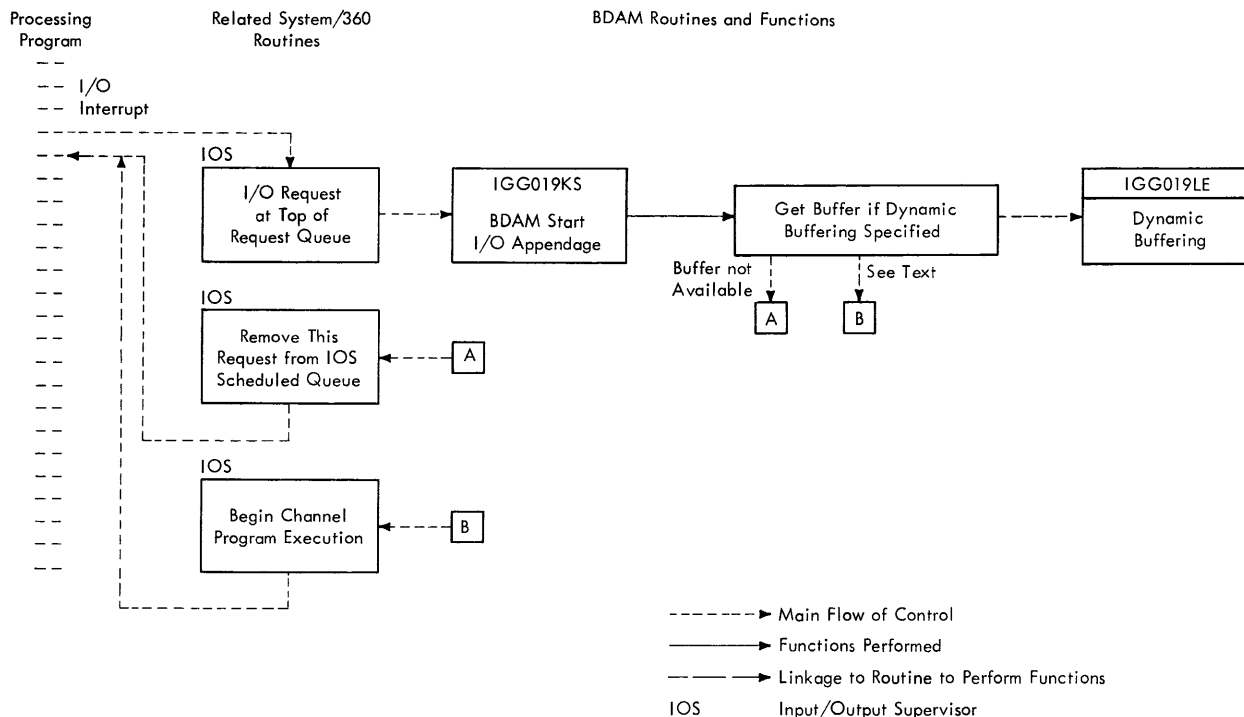 Processing
Program
Related System/360
Routines
BDAM Routines and Functions
I/O
Interrupt
IOS
I/O Request
at Top of
Request Queue
IGG019KS
BDAM Start
I/O Appendage
Get Buffer if Dynamic
Buffering Specified
IGG019LE
Dynamic
Buffering
Buffer not
Available
See Text
A
B
IOS
Remove This
Request from IOS
Scheduled Queue
A
IOS
Begin Channel
Program Execution
B
Main Flow of Control
Functions Performed
Linkage to Routine to Perform Functions
IOS Input/Output Supervisor